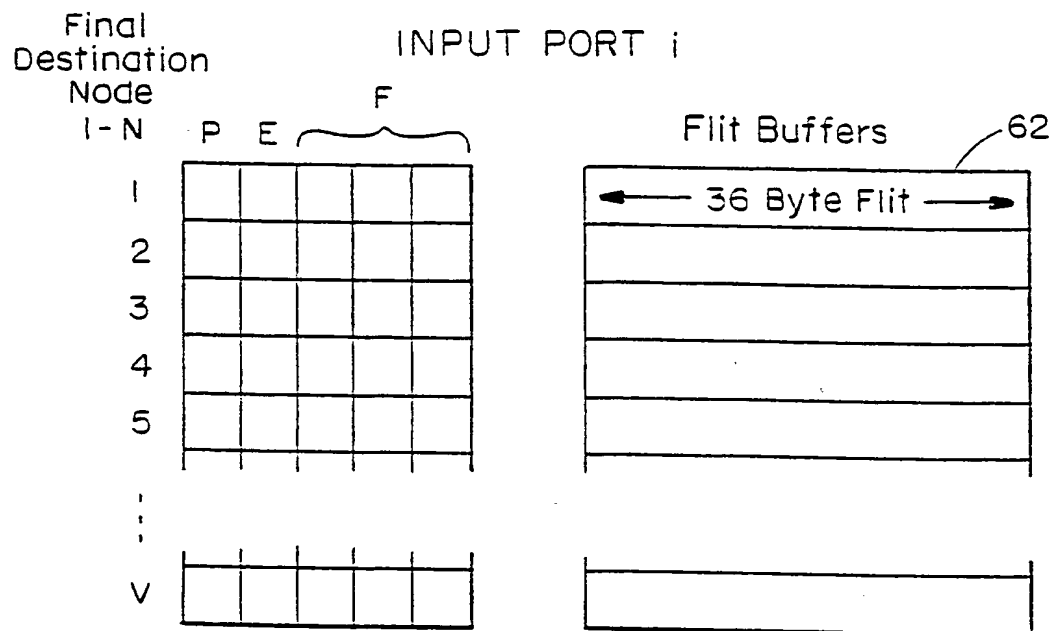 Final
Destination
Node
1-N
INPUT PORT i
P E F
Flit Buffers
62
1
36 Byte Flit
2
3
4
5
V